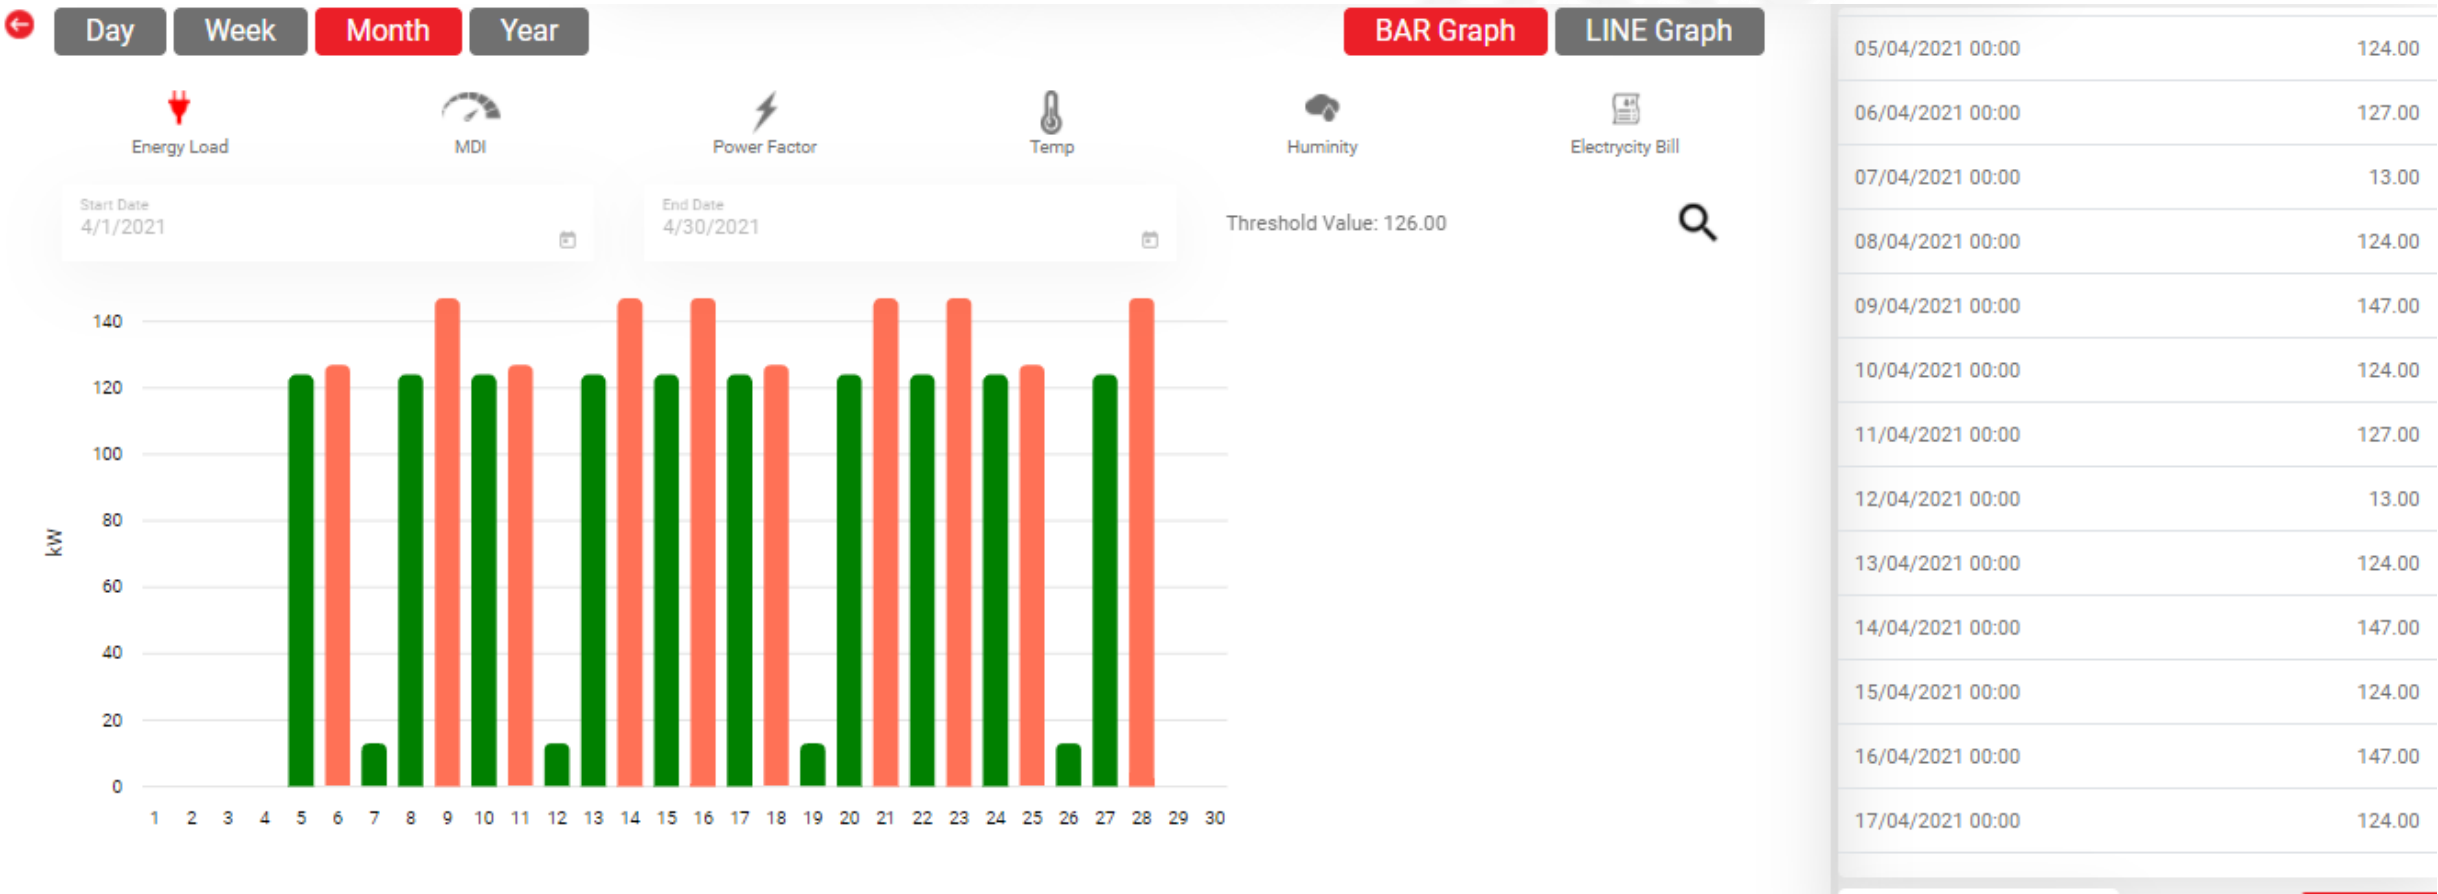 Day Week Month Year BAR Graph LINE Graph
Energy Load MDI Power Factor Temp Huminity Electrycity Bill
Start Date
4/1/2021
End Date
4/30/2021
Threshold Value: 126.00
140
120
100
80
60
40
20
0
kW
1 2 3 4 5 6 7 8 9 10 11 12 13 14 15 16 17 18 19 20 21 22 23 24 25 26 27 28 29 30
05/04/2021 00:00 124.00
06/04/2021 00:00 127.00
07/04/2021 00:00 13.00
08/04/2021 00:00 124.00
09/04/2021 00:00 147.00
10/04/2021 00:00 124.00
11/04/2021 00:00 127.00
12/04/2021 00:00 13.00
13/04/2021 00:00 124.00
14/04/2021 00:00 147.00
15/04/2021 00:00 124.00
16/04/2021 00:00 147.00
17/04/2021 00:00 124.00